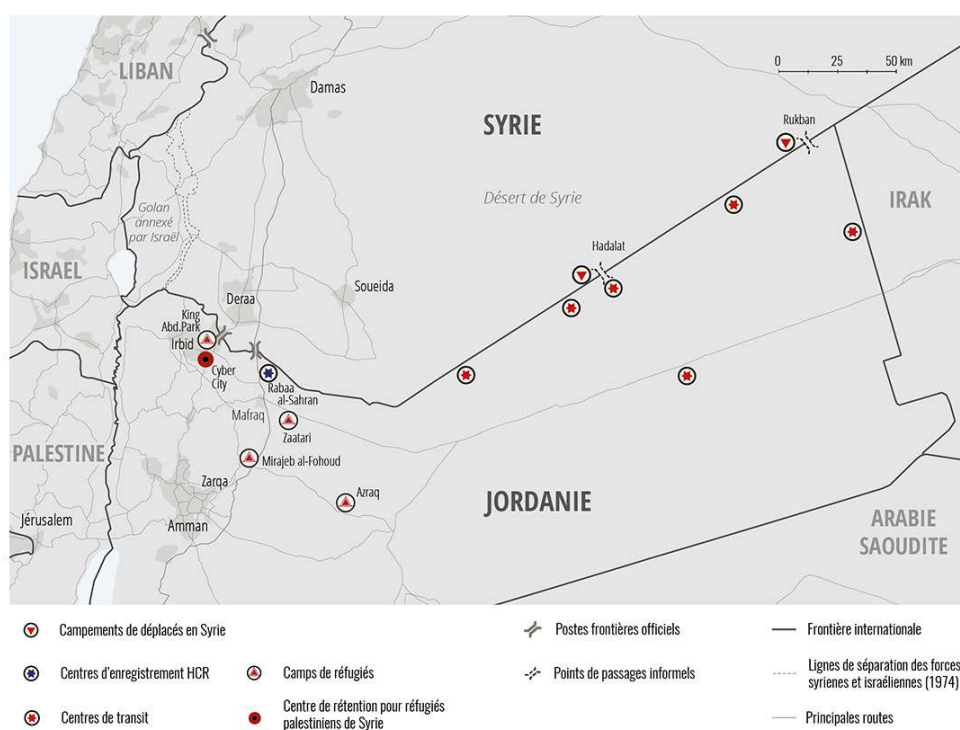 LIBAN
Damas
0 25 50 km
Rukban
SYRIE
Désert de Syrie
IRAK
Golan
annexé
par Israël
Hadalat
ISRAEL
Deraa
Soueida
King
Abd.Park
Irbid
Cyber
City
Rabaa
al-Sahran
Mafraq
Zaatari
PALESTINE
Mirajeb al-Fohoud
Zarqa
Azraq
JORDANIE
Jérusalem
Amman
ARABIE
SAOUDITE
Campements de déplacés en Syrie
Centres d'enregistrement HCR
Centres de transit
Camps de réfugiés
Centre de rétention pour réfugiés
palestiniens de Syrie
Postes frontières officiels
Points de passages informels
Frontière internationale
Lignes de séparation des forces
syrienes et israéliennes (1974)
Principales routes